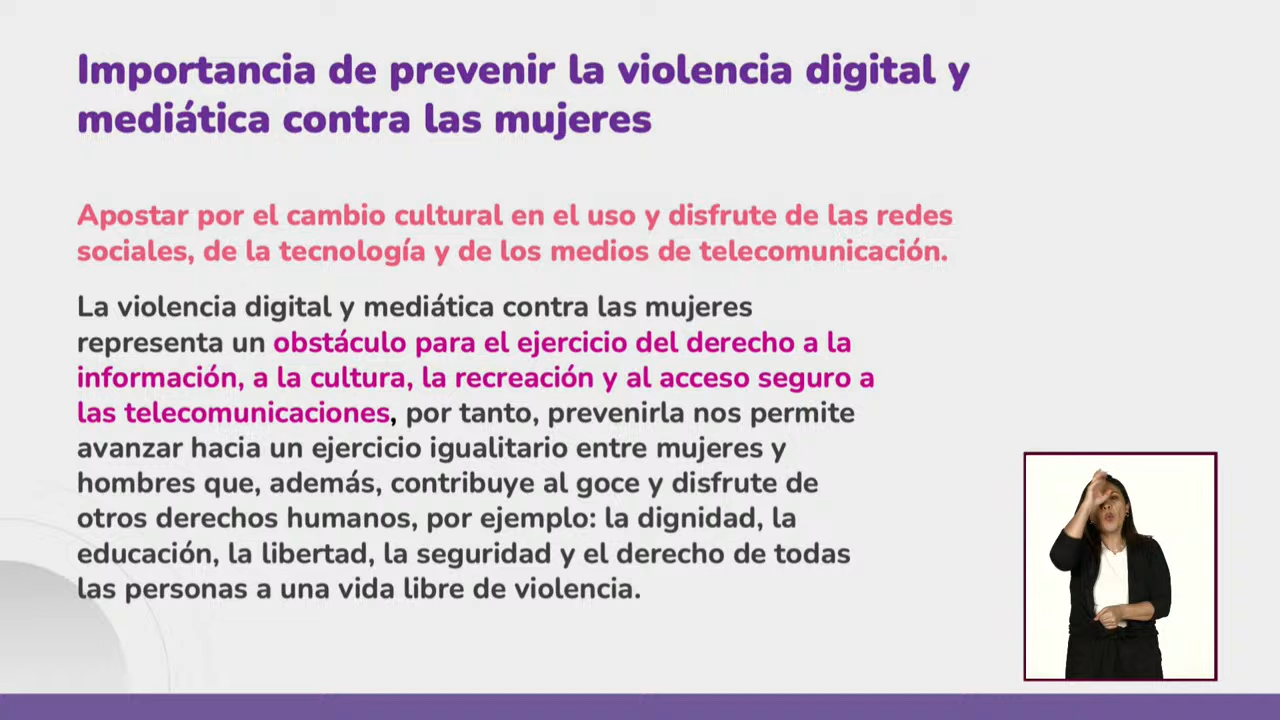 Importancia de prevenir la violencia digital y
mediática contra las mujeres
Apostar por el cambio cultural en el uso y disfrute de las redes
sociales, de la tecnología y de los medios de telecomunicación.
La violencia digital y mediática contra las mujeres
representa un obstáculo para el ejercicio del derecho a la
información, a la cultura, la recreación y al acceso seguro a
las telecomunicaciones, por tanto, prevenirla nos permite
avanzar hacia un ejercicio igualitario entre mujeres y
hombres que, además, contribuye al goce y disfrute de
otros derechos humanos, por ejemplo: la dignidad, la
educación, la libertad, la seguridad y el derecho de todas
las personas a una vida libre de violencia.